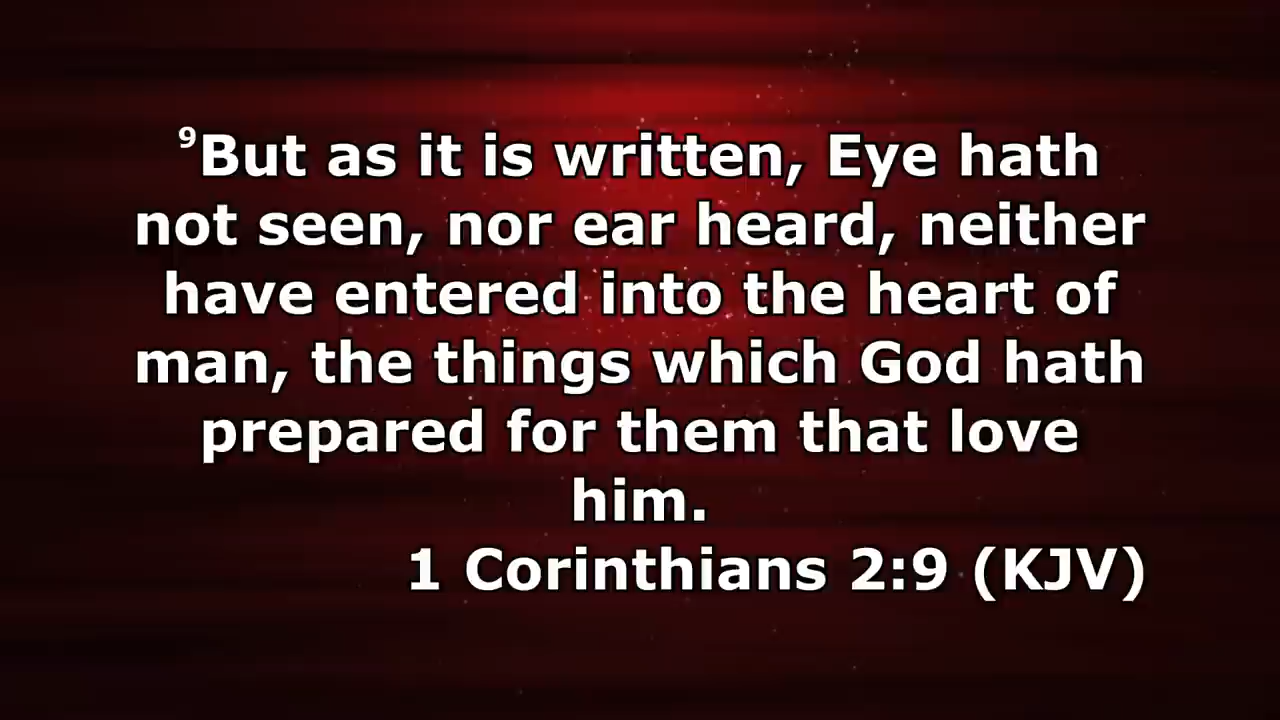 ⁹But as it is written, Eye hath
not seen, nor ear heard, neither
have entered into the heart of
man, the things which God hath
prepared for them that love
him.
1 Corinthians 2:9 (KJV)